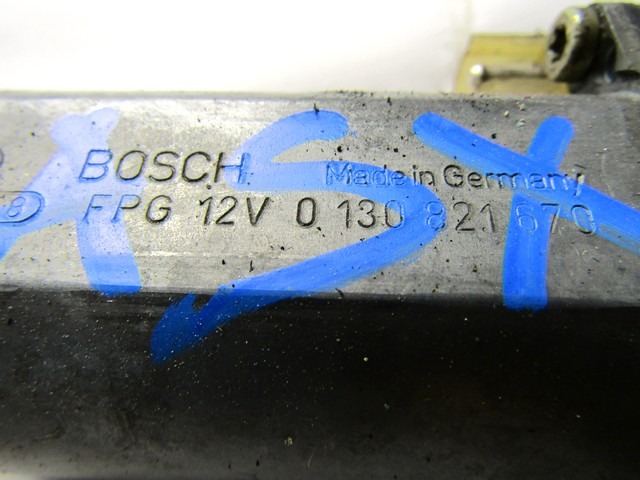 BOSCH Made in Germany
FPG 12V 0 130 821 670